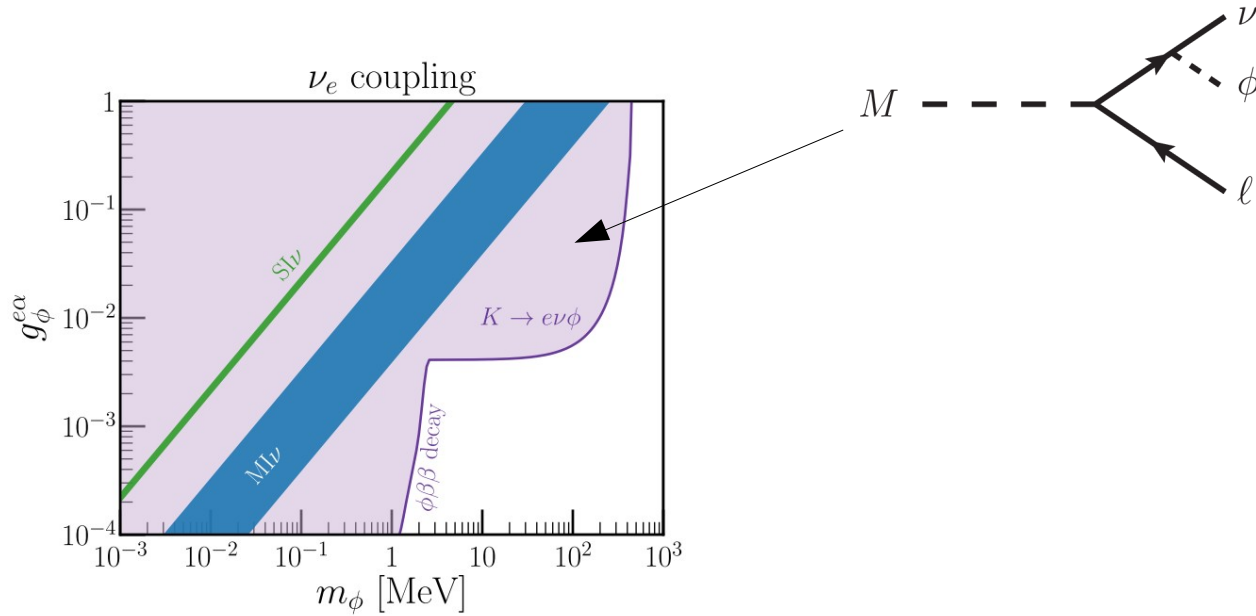 ν_e coupling
1
10^{-1}
10^{-2}
10^{-3}
10^{-4}
g_ϕ^{eα}
SIν
MIν
K → eνϕ
ϕββ decay
10^{-3}
10^{-2}
10^{-1}
1
10
10^2
10^3
m_ϕ [MeV]
M
ν
ϕ
ℓ